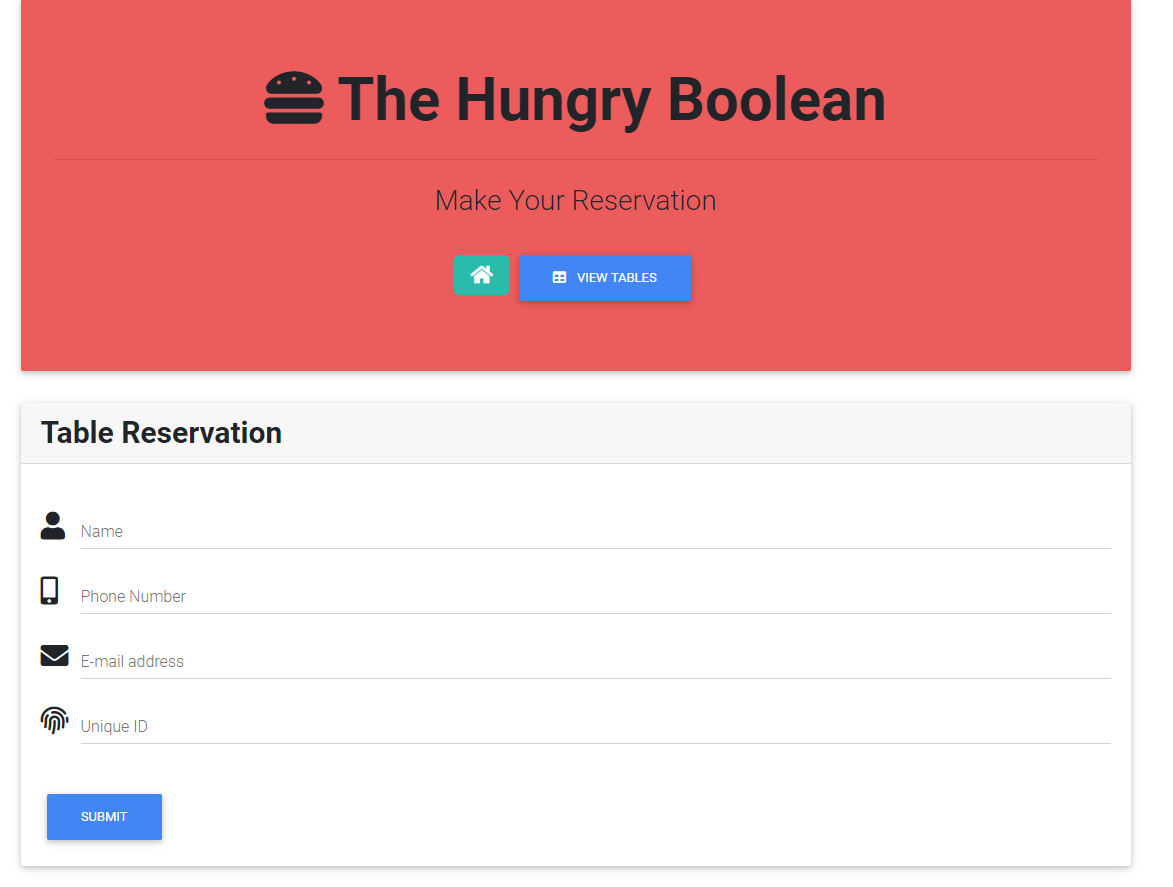 The Hungry Boolean
Make Your Reservation
VIEW TABLES
Table Reservation
Name
Phone Number
E-mail address
Unique ID
SUBMIT